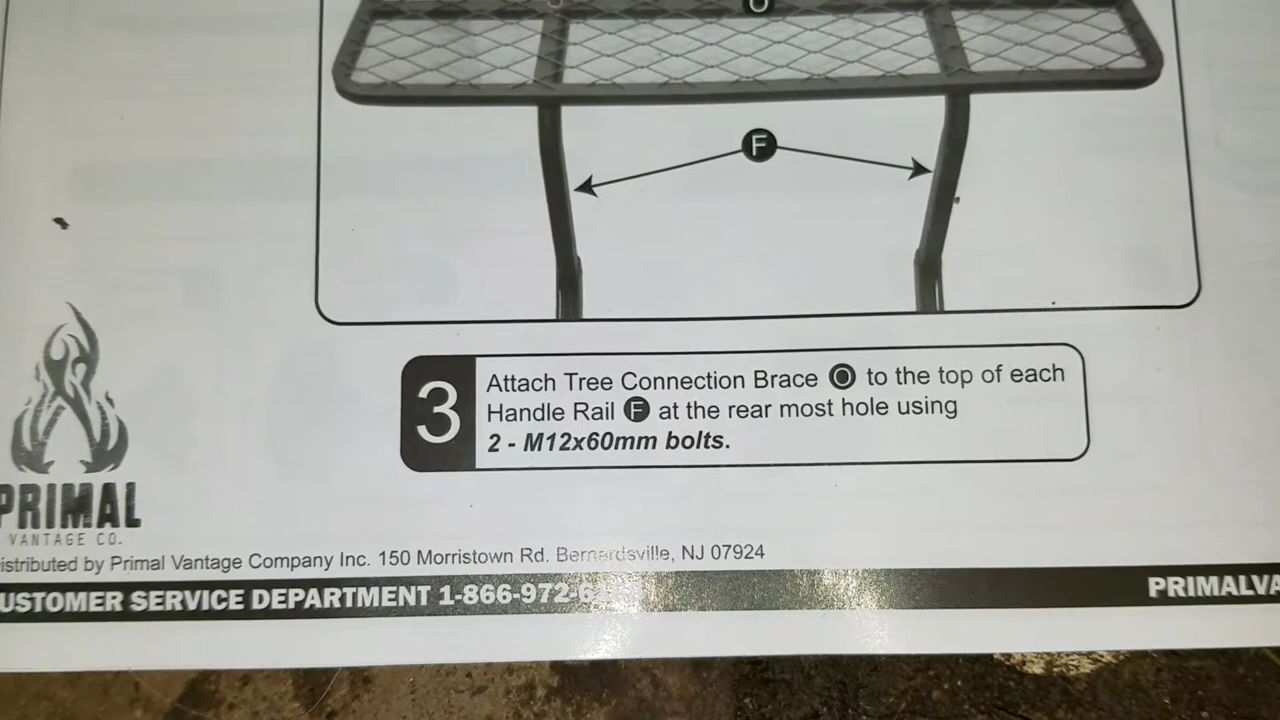 O
F
3
Attach Tree Connection Brace O to the top of each
Handle Rail F at the rear most hole using
2 - M12x60mm bolts.
PRIMAL
VANTAGE CO.
istributed by Primal Vantage Company Inc. 150 Morristown Rd. Bernardsville, NJ 07924
USTOMER SERVICE DEPARTMENT 1-866-972-6
PRIMALVA